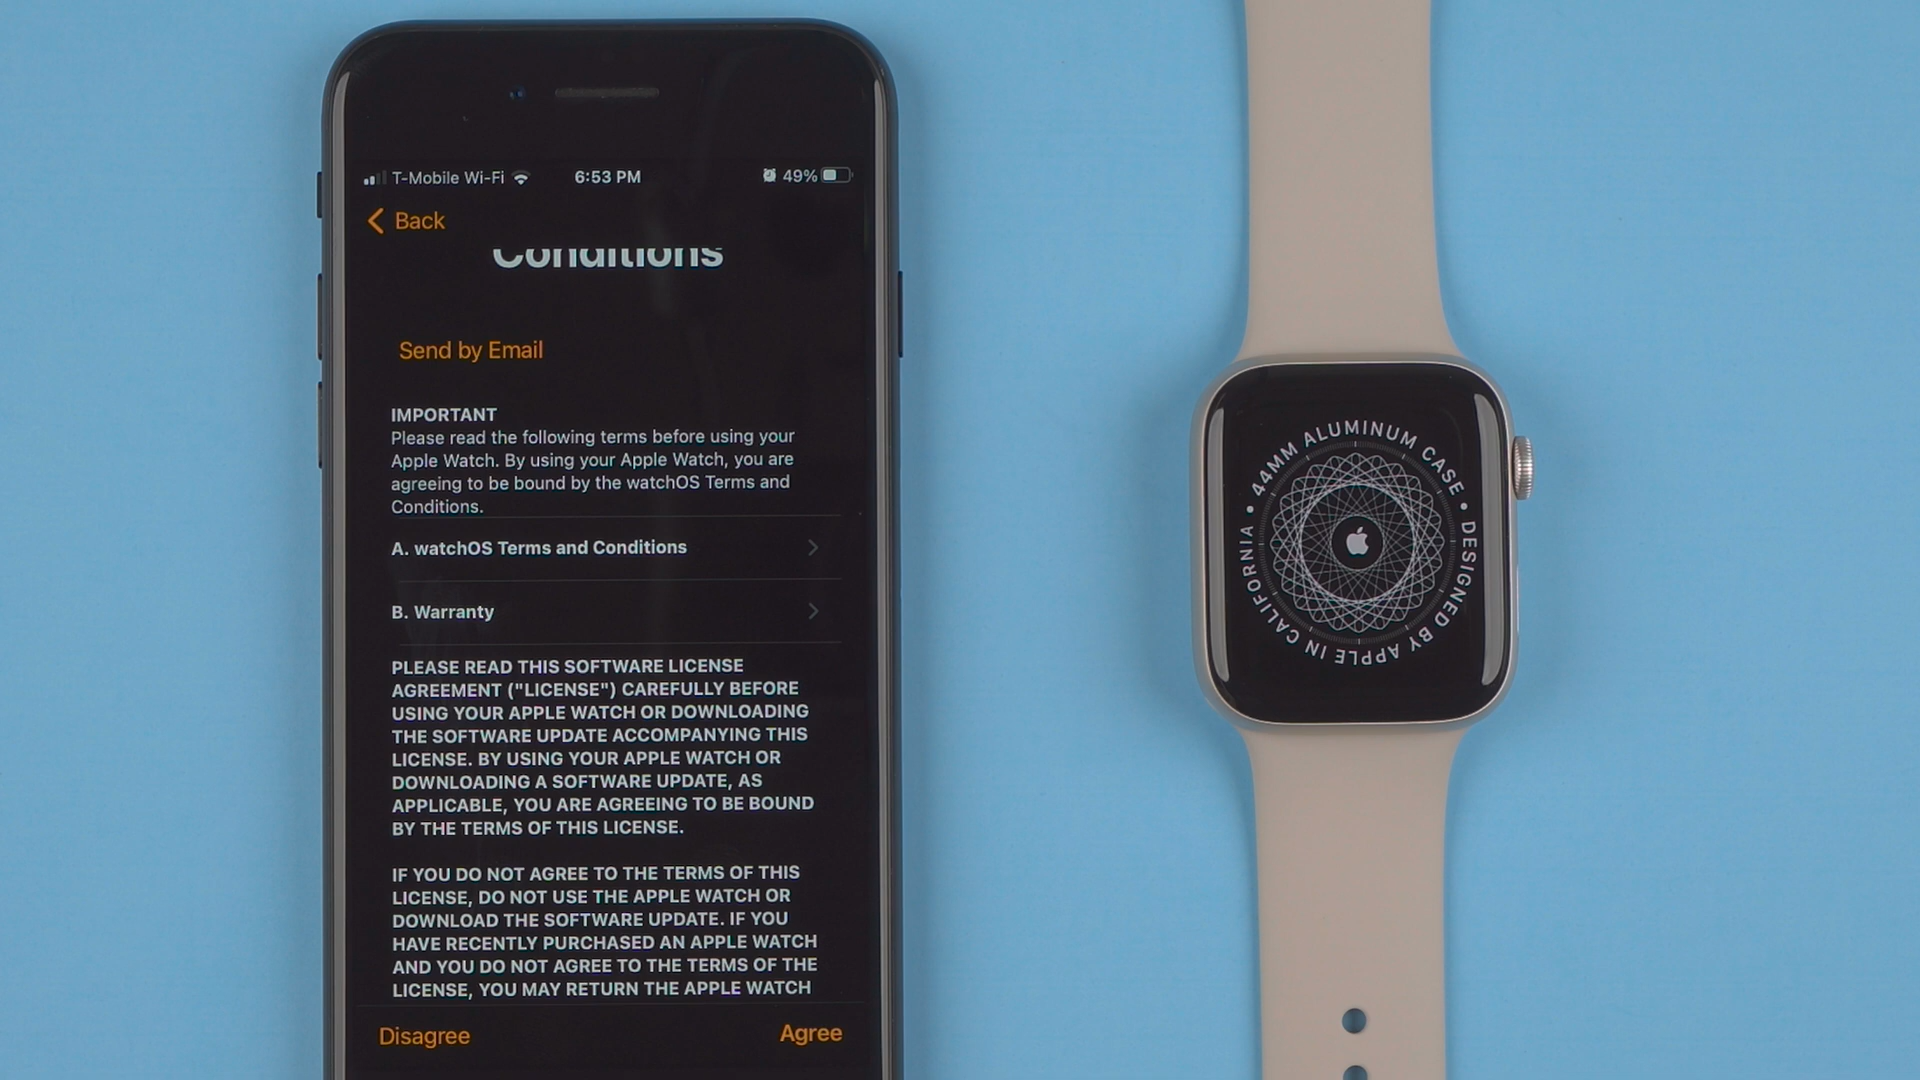 T-Mobile Wi-Fi 6:53 PM 49%
Back
Conditions
Send by Email
IMPORTANT
Please read the following terms before using your
Apple Watch. By using your Apple Watch, you are
agreeing to be bound by the watchOS Terms and
Conditions.
A. watchOS Terms and Conditions
B. Warranty
PLEASE READ THIS SOFTWARE LICENSE
AGREEMENT ("LICENSE") CAREFULLY BEFORE
USING YOUR APPLE WATCH OR DOWNLOADING
THE SOFTWARE UPDATE ACCOMPANYING THIS
LICENSE. BY USING YOUR APPLE WATCH OR
DOWNLOADING A SOFTWARE UPDATE, AS
APPLICABLE, YOU ARE AGREEING TO BE BOUND
BY THE TERMS OF THIS LICENSE.
IF YOU DO NOT AGREE TO THE TERMS OF THIS
LICENSE, DO NOT USE THE APPLE WATCH OR
DOWNLOAD THE SOFTWARE UPDATE. IF YOU
HAVE RECENTLY PURCHASED AN APPLE WATCH
AND YOU DO NOT AGREE TO THE TERMS OF THE
LICENSE, YOU MAY RETURN THE APPLE WATCH
Disagree Agree
• 44MM ALUMINUM CASE • DESIGNED BY APPLE IN CALIFORNIA